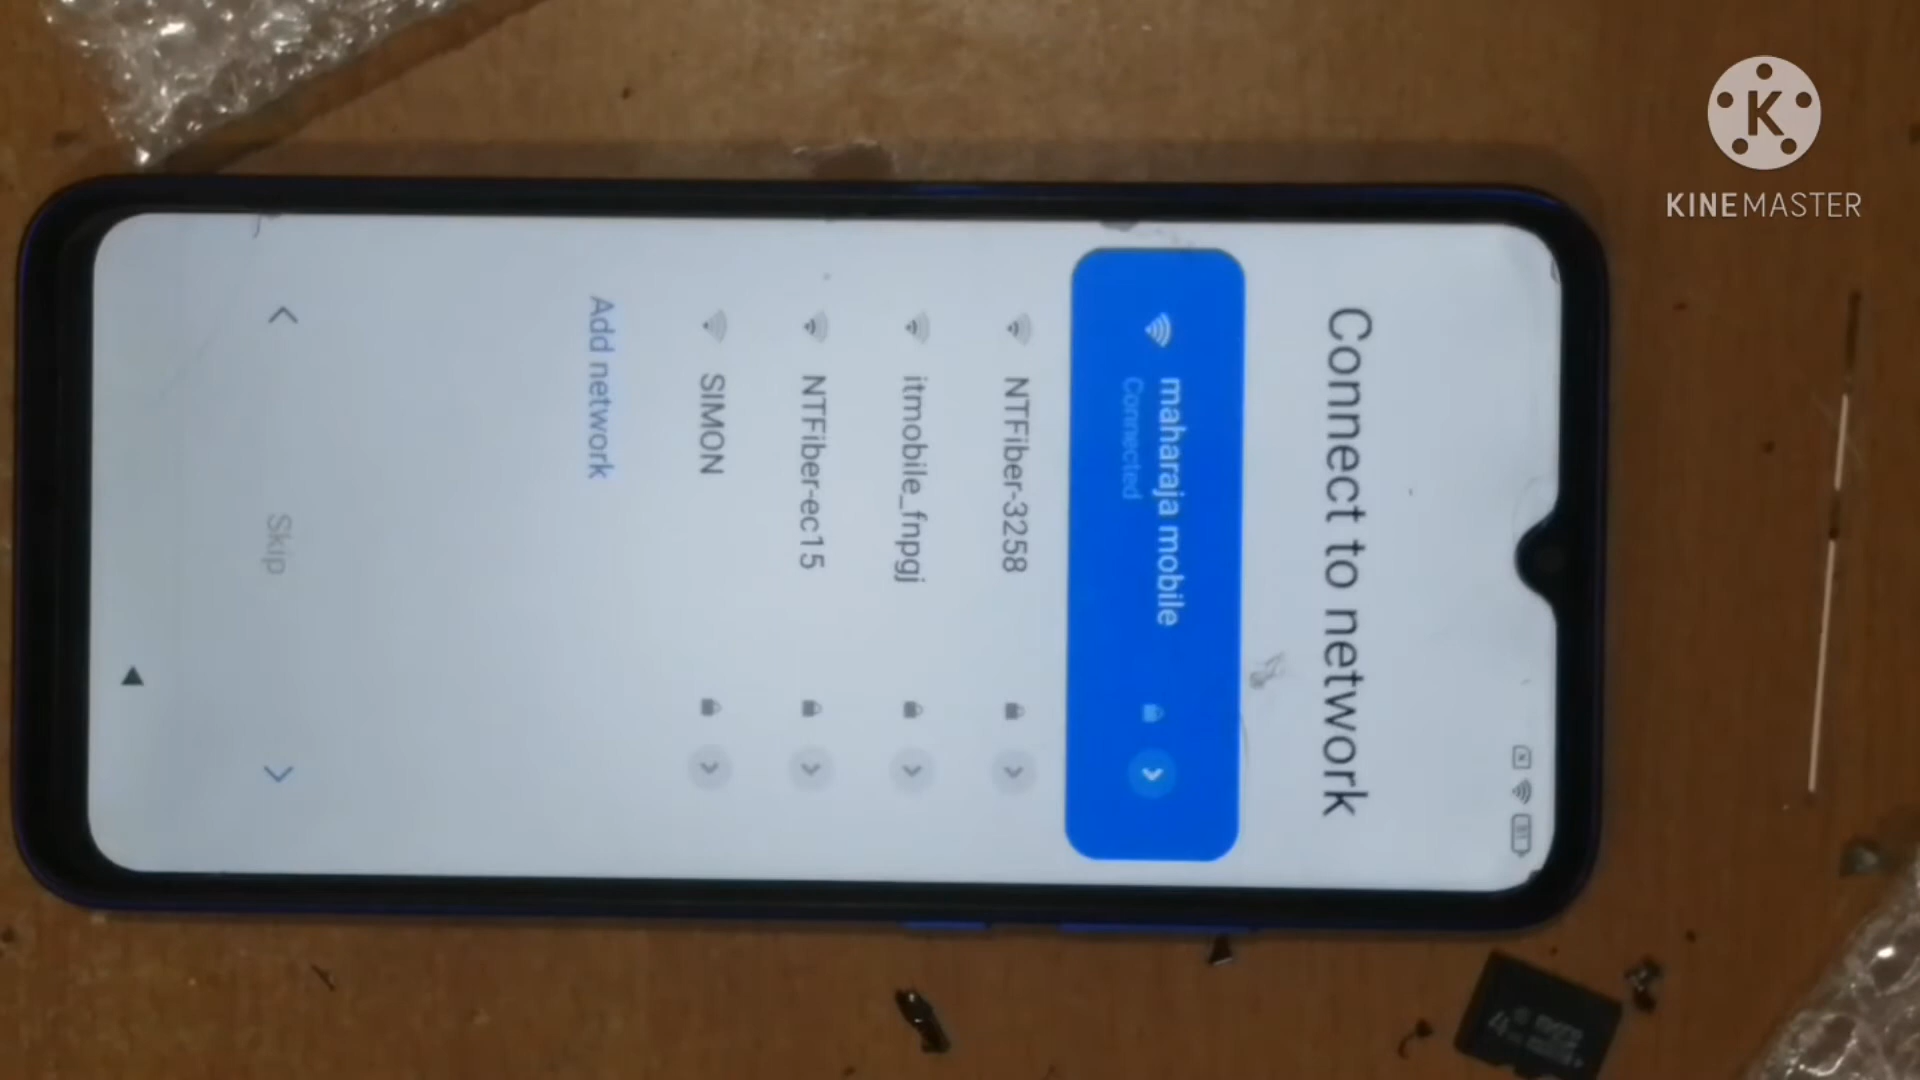 Connect to network
maharaja mobile
Connected
NTFiber-3258
itmobile_fnpgj
NTFiber-ec15
SIMON
Add network
Skip
KINEMASTER